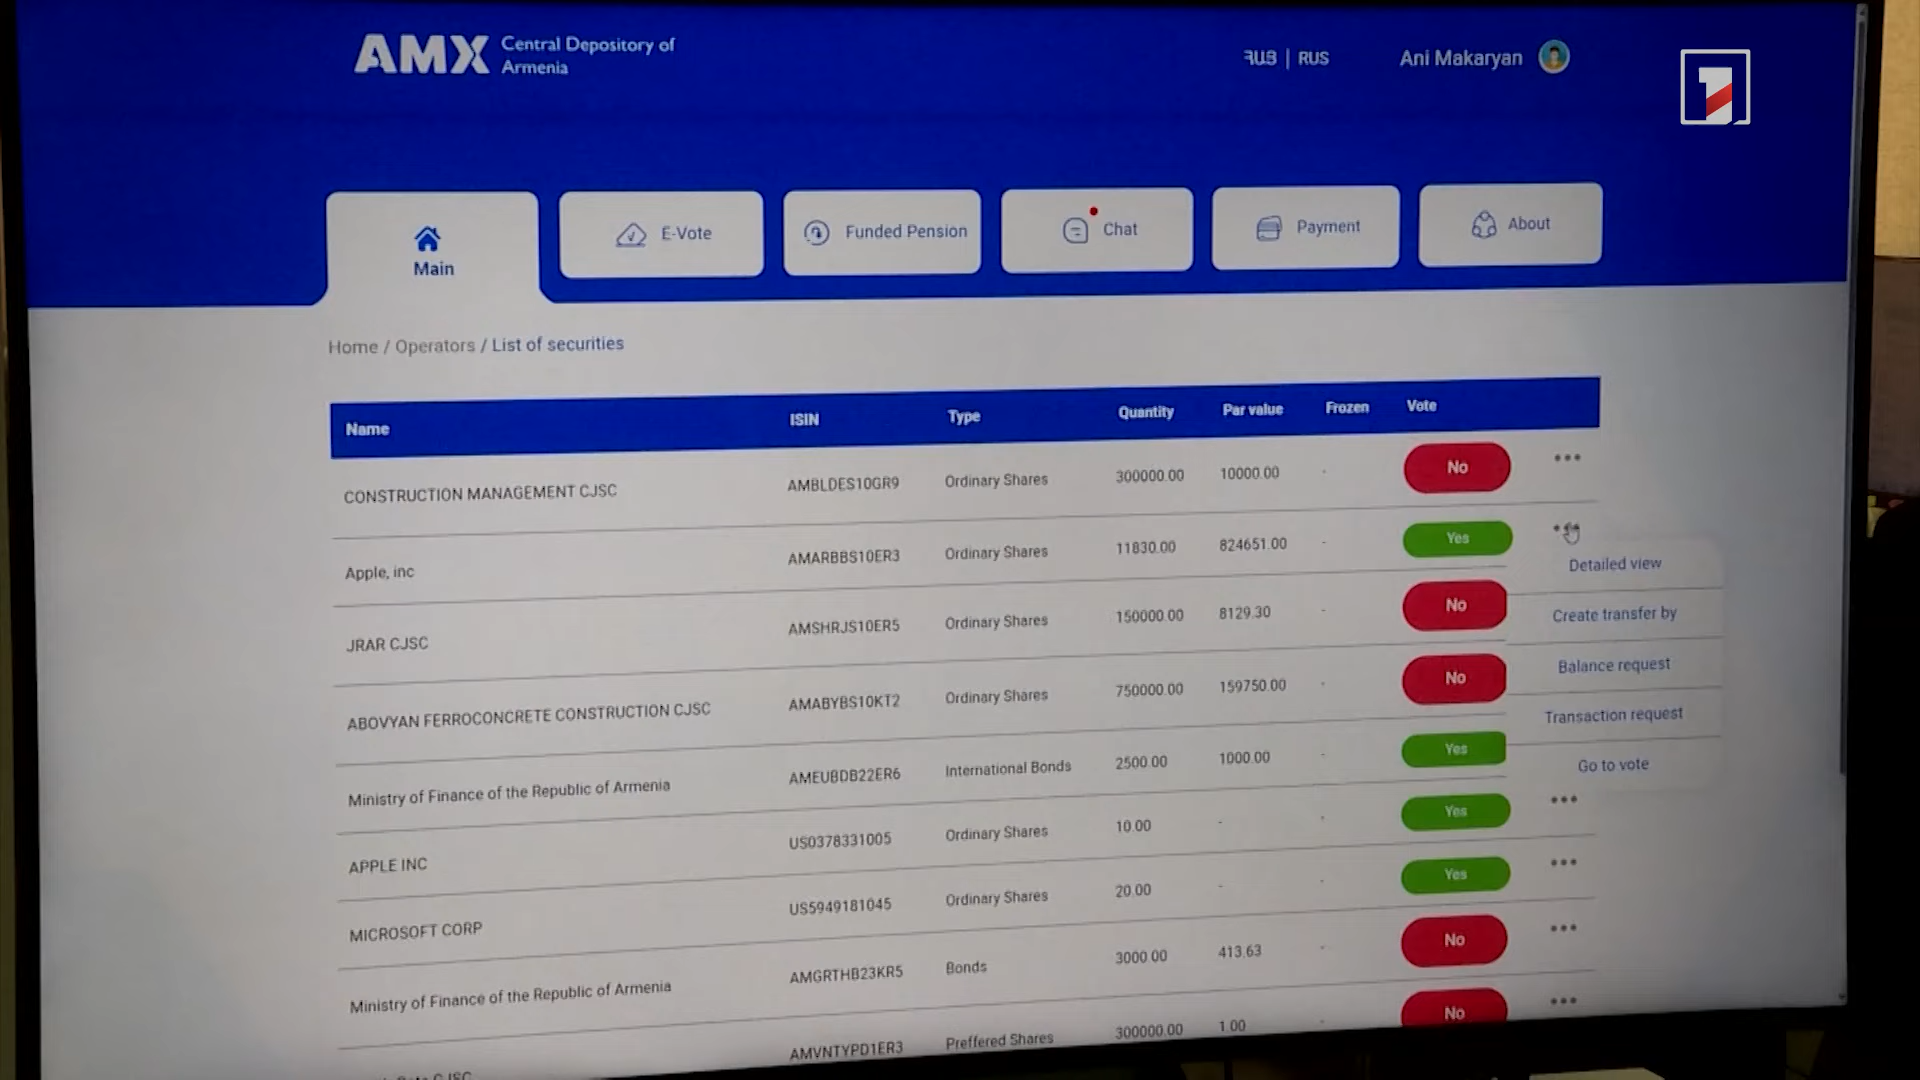 AMX Central Depository of
Armenia
ՀԱՅ | RUS
Ani Makaryan
1
Main
E-Vote
Funded Pension
Chat
Payment
About
Home / Operators / List of securities
Name ISIN Type Quantity Par value Frozen Vote
CONSTRUCTION MANAGEMENT CJSC AMBLDES10GR9 Ordinary Shares 300000.00 10000.00 - No •••
Apple, inc AMARBBS10ER3 Ordinary Shares 11830.00 824651.00 - Yes
JRAR CJSC AMSHRJS10ER5 Ordinary Shares 150000.00 8129.30 - No
ABOVYAN FERROCONCRETE CONSTRUCTION CJSC AMABYBS10KT2 Ordinary Shares 750000.00 159750.00 - No
Ministry of Finance of the Republic of Armenia AMEUBDB22ER6 International Bonds 2500.00 1000.00 - Yes
APPLE INC US0378331005 Ordinary Shares 10.00 - - Yes •••
MICROSOFT CORP US5949181045 Ordinary Shares 20.00 - - Yes •••
Ministry of Finance of the Republic of Armenia AMGRTHB23KR5 Bonds 3000.00 413.63 - No •••
CJSC AMVNTYPD1ER3 Preffered Shares 300000.00 1.00 - No •••
Detailed view
Create transfer by
Balance request
Transaction request
Go to vote